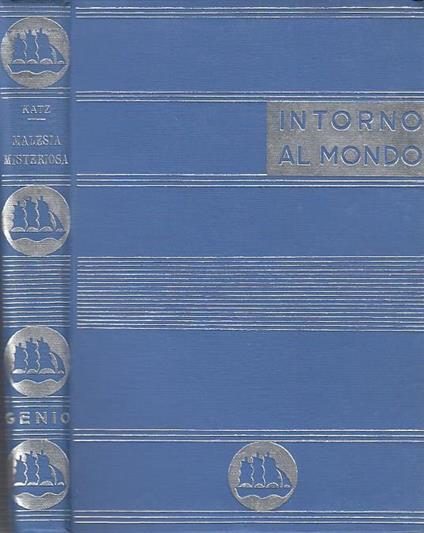 KATZ
MALESIA
MISTERIOSA
GENIO
INTORNO
AL MONDO